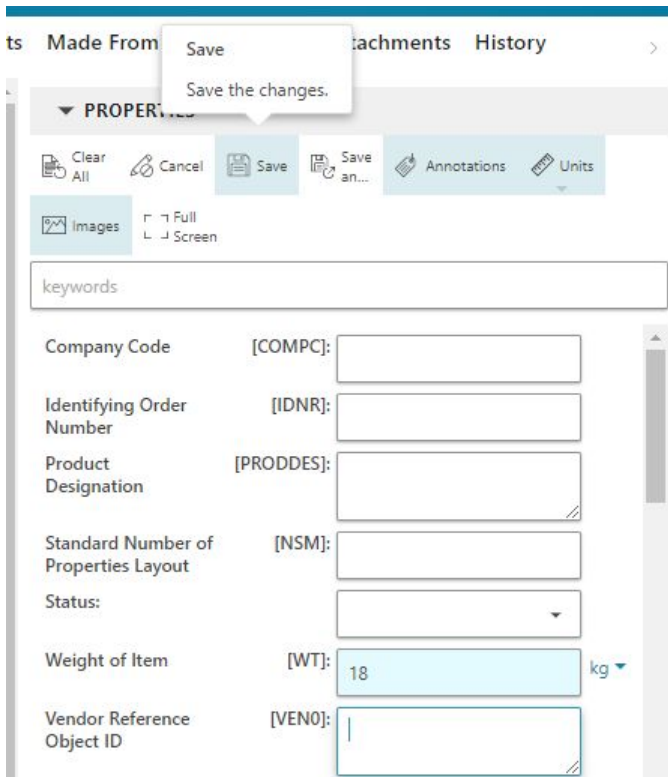 ts Made From tachments History
Save
Save the changes.
PROPERTIES
Clear All Cancel Save Save an... Annotations Units
Images Full Screen
keywords
Company Code [COMPC]:
Identifying Order Number [IDNR]:
Product Designation [PRODDES]:
Standard Number of Properties Layout [NSM]:
Status:
Weight of Item [WT]: 18 kg
Vendor Reference Object ID [VEN0]: